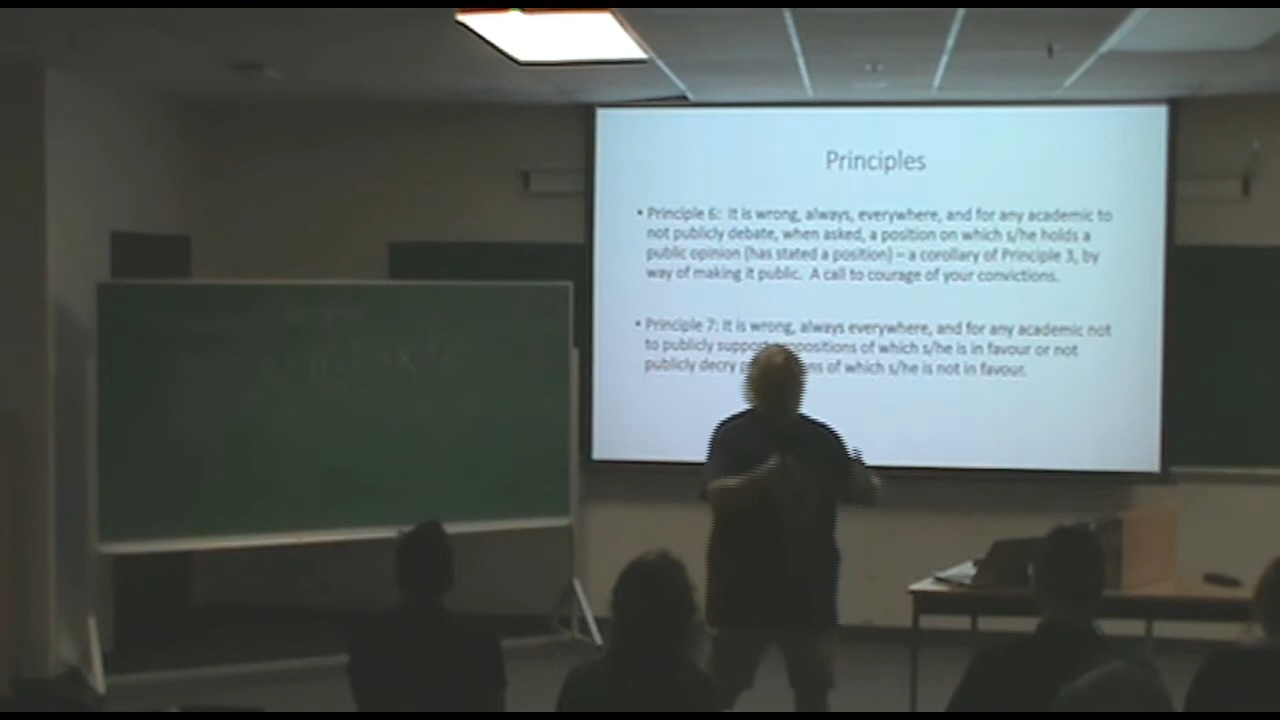 Principles
• Principle 6: It is wrong, always, everywhere, and for any academic to
not publicly debate, when asked, a position on which s/he holds a
public opinion (has stated a position) – a corollary of Principle 3, by
way of making it public. A call to courage of your convictions.
• Principle 7: It is wrong, always everywhere, and for any academic not
to publicly of which s/he is in favour or not
publicly decry of which s/he is not in favour.